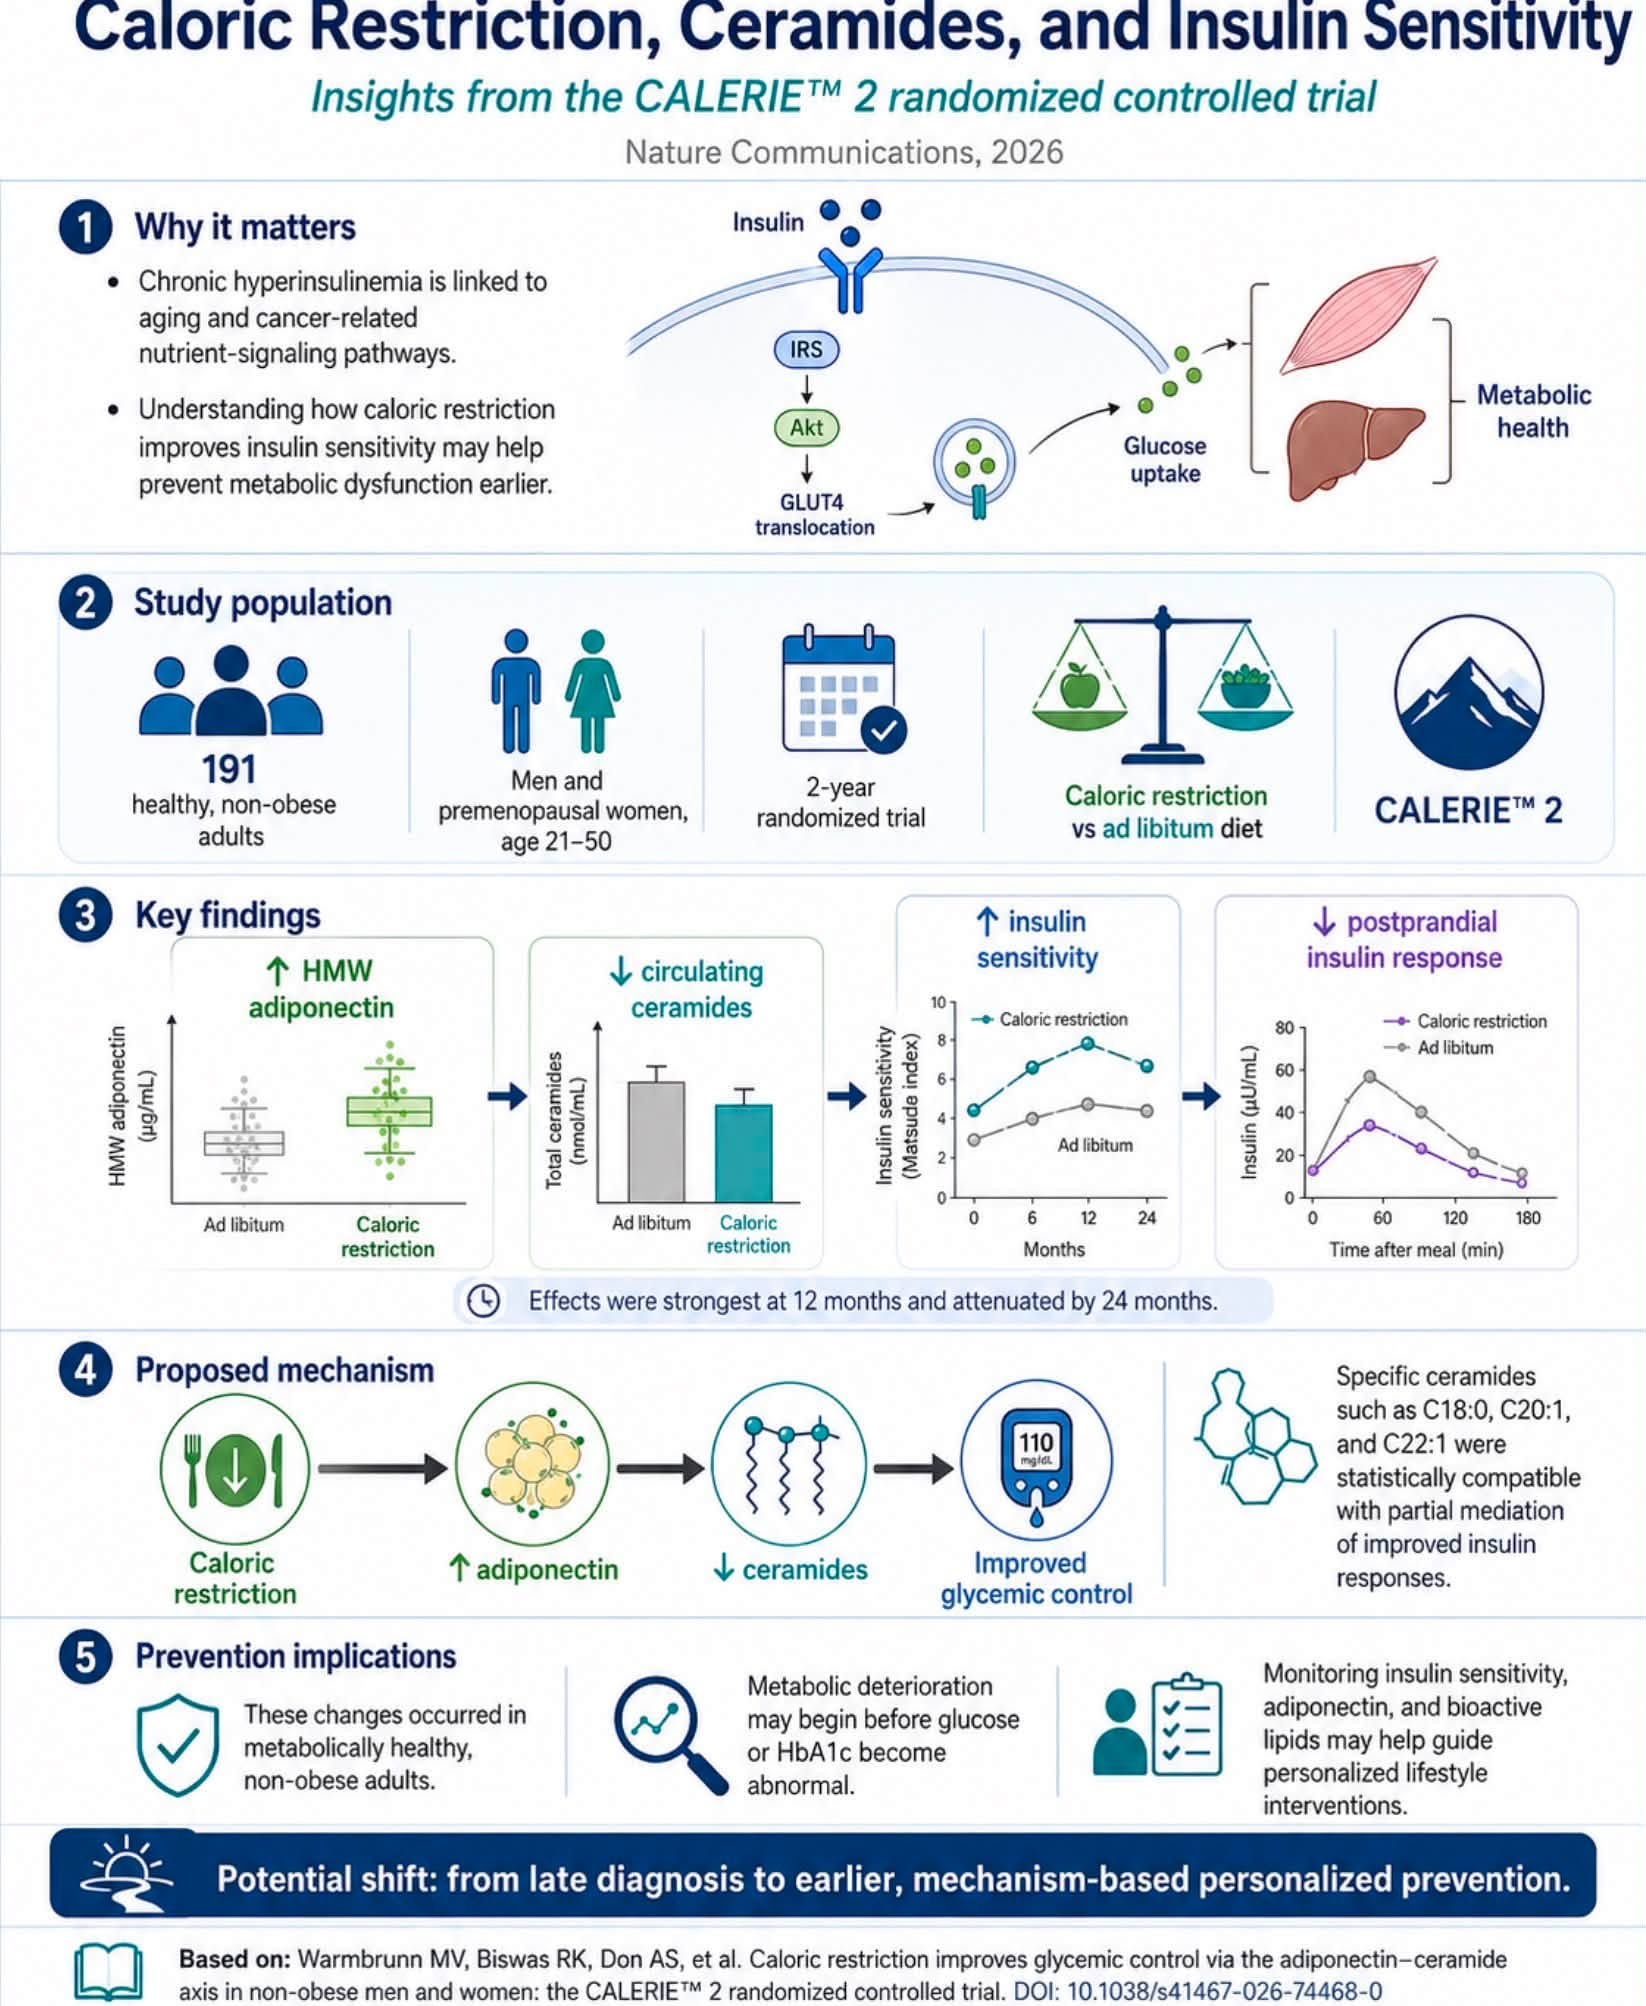 Caloric Restriction, Ceramides, and Insulin Sensitivity
Insights from the CALERIE™ 2 randomized controlled trial
Nature Communications, 2026
1 Why it matters
• Chronic hyperinsulinemia is linked to
aging and cancer-related
nutrient-signaling pathways.
• Understanding how caloric restriction
improves insulin sensitivity may help
prevent metabolic dysfunction earlier.
Insulin
IRS
Akt
GLUT4
translocation
Glucose
uptake
Metabolic
health
2 Study population
191
healthy, non-obese
adults
Men and
premenopausal women,
age 21–50
2-year
randomized trial
Caloric restriction
vs ad libitum diet
CALERIE™ 2
3 Key findings
↑ HMW
adiponectin
HMW adiponectin
(µg/mL)
Ad libitum
Caloric
restriction
↓ circulating
ceramides
Total ceramides
(nmol/mL)
Ad libitum
Caloric
restriction
↑ insulin
sensitivity
Insulin sensitivity
(Matsude index)
10
8
6
4
2
0
Caloric restriction
Ad libitum
0 6 12 24
Months
↓ postprandial
insulin response
Insulin (µU/mL)
80
60
40
20
0
Caloric restriction
Ad libitum
0 60 120 180
Time after meal (min)
Effects were strongest at 12 months and attenuated by 24 months.
4 Proposed mechanism
Caloric
restriction
↑ adiponectin
↓ ceramides
110
mg/dL
Improved
glycemic control
Specific ceramides
such as C18:0, C20:1,
and C22:1 were
statistically compatible
with partial mediation
of improved insulin
responses.
5 Prevention implications
These changes occurred in
metabolically healthy,
non-obese adults.
Metabolic deterioration
may begin before glucose
or HbA1c become
abnormal.
Monitoring insulin sensitivity,
adiponectin, and bioactive
lipids may help guide
personalized lifestyle
interventions.
Potential shift: from late diagnosis to earlier, mechanism-based personalized prevention.
Based on: Warmbrunn MV, Biswas RK, Don AS, et al. Caloric restriction improves glycemic control via the adiponectin–ceramide
axis in non-obese men and women: the CALERIE™ 2 randomized controlled trial. DOI: 10.1038/s41467-026-74468-0